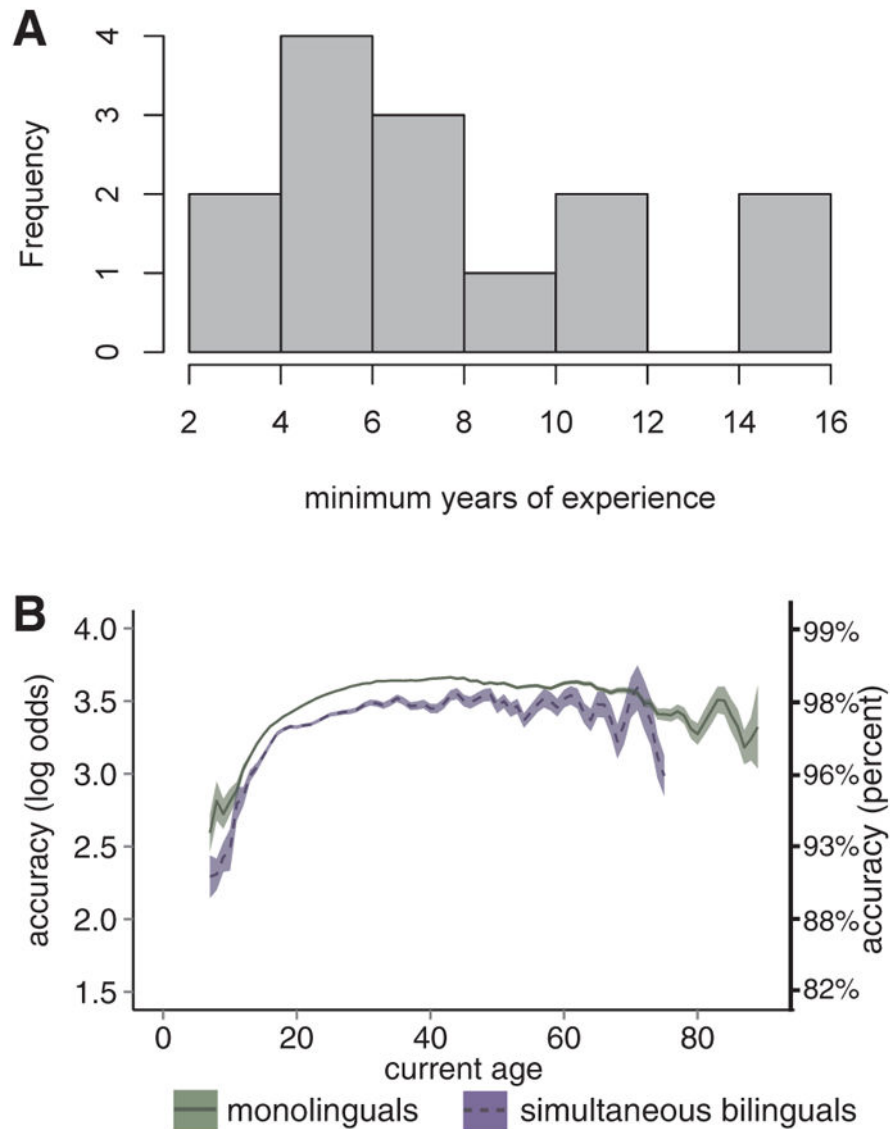 A
Frequency
4
3
2
1
0
2 4 6 8 10 12 14 16
minimum years of experience
B
accuracy (log odds)
4.0
3.5
3.0
2.5
2.0
1.5
99%
98%
96%
93%
88%
82%
accuracy (percent)
0 20 40 60 80
current age
monolinguals simultaneous bilinguals